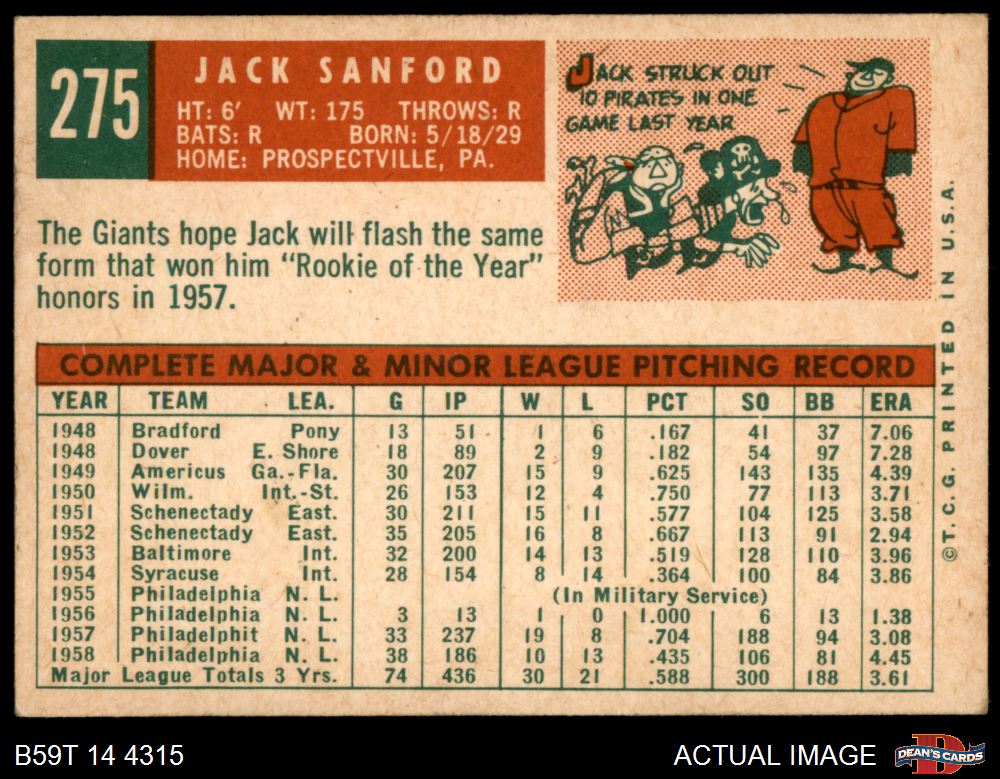 275
JACK SANFORD
HT: 6' WT: 175 THROWS: R
BATS: R BORN: 5/18/29
HOME: PROSPECTVILLE, PA.
JACK STRUCK OUT
10 PIRATES IN ONE
GAME LAST YEAR
The Giants hope Jack will flash the same
form that won him "Rookie of the Year"
honors in 1957.
COMPLETE MAJOR & MINOR LEAGUE PITCHING RECORD
YEAR TEAM LEA. G IP W L PCT SO BB ERA
1948 Bradford Pony 13 51 1 6 .167 41 37 7.06
1948 Dover E. Shore 18 89 2 9 .182 54 97 7.28
1949 Americus Ga.-Fla. 30 207 15 9 .625 143 135 4.39
1950 Wilm. Int.-St. 26 153 12 4 .750 77 113 3.71
1951 Schenectady East. 30 211 15 11 .577 104 125 3.58
1952 Schenectady East. 35 205 16 8 .667 113 91 2.94
1953 Baltimore Int. 32 200 14 13 .519 128 110 3.96
1954 Syracuse Int. 28 154 8 14 .364 100 84 3.86
1955 Philadelphia N. L. (In Military Service)
1956 Philadelphia N. L. 3 13 1 0 1.000 6 13 1.38
1957 Philadelphit N. L. 33 237 19 8 .704 188 94 3.08
1958 Philadelphia N. L. 38 186 10 13 .435 106 81 4.45
Major League Totals 3 Yrs. 74 436 30 21 .588 300 188 3.61
©T. C. G. PRINTED IN U.S.A.
B59T 14 4315
ACTUAL IMAGE
D
DEAN'S CARDS